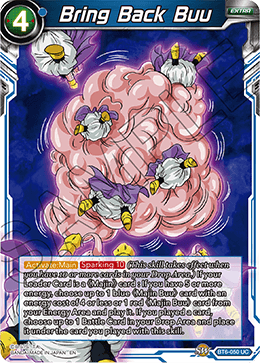 4
Bring Back Buu
EXTRA
Activate Main Sparking 10 (This skill takes effect when
you have 10 or more cards in your Drop Area.) If your
Leader Card is a 《Majin》 card : If you have 5 or more
energy, choose up to 1 blue 《Majin Buu》 card with an
energy cost of 4 or less or 1 red 《Majin Buu》 card from
your Energy Area and play it. If you played a card,
choose up to 1 Battle Card in your Drop Area and place
it under the card you played with this skill.
BANDAI MADE IN JAPAN EN
BT6-050 UC